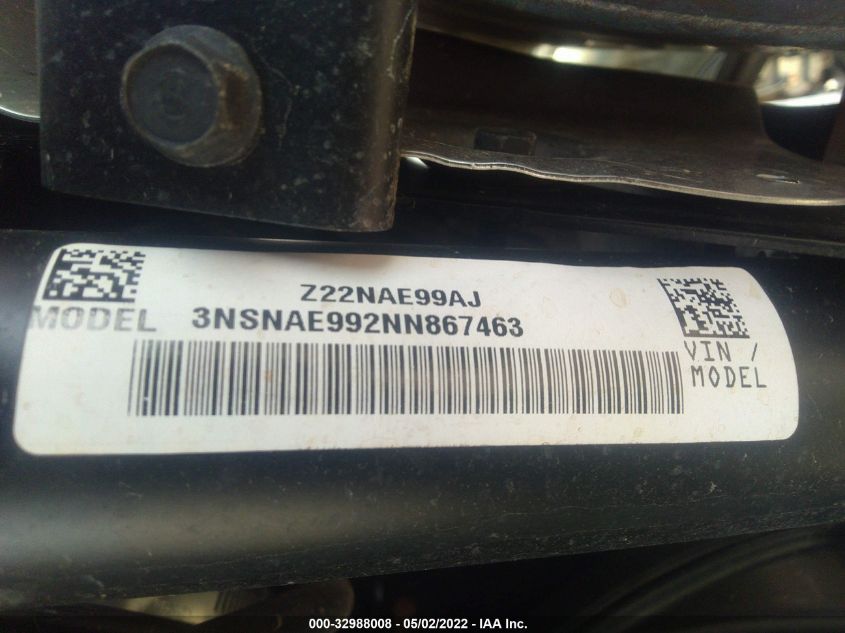 Z22NAE99AJ
MODEL 3NSNAE992NN867463
VIN /
MODEL
000-32988008 - 05/02/2022 - IAA Inc.